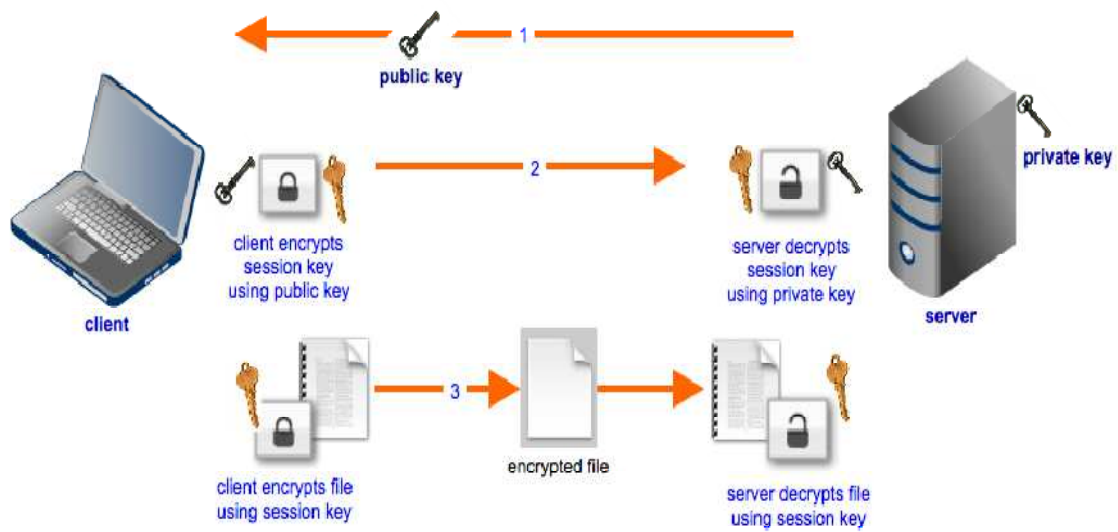 1
public key
private key
2
client encrypts
session key
using public key
server decrypts
session key
using private key
client
server
3
encrypted file
client encrypts file
using session key
server decrypts file
using session key